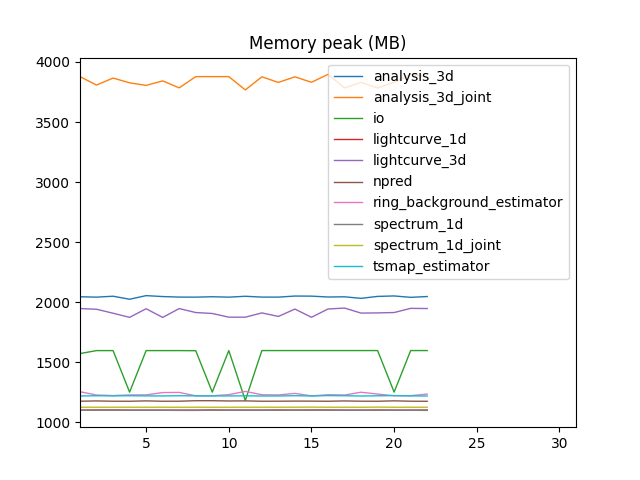 Memory peak (MB)
4000
3500
3000
2500
2000
1500
1000
5
10
15
20
25
30
analysis_3d
analysis_3d_joint
io
lightcurve_1d
lightcurve_3d
npred
ring_background_estimator
spectrum_1d
spectrum_1d_joint
tsmap_estimator